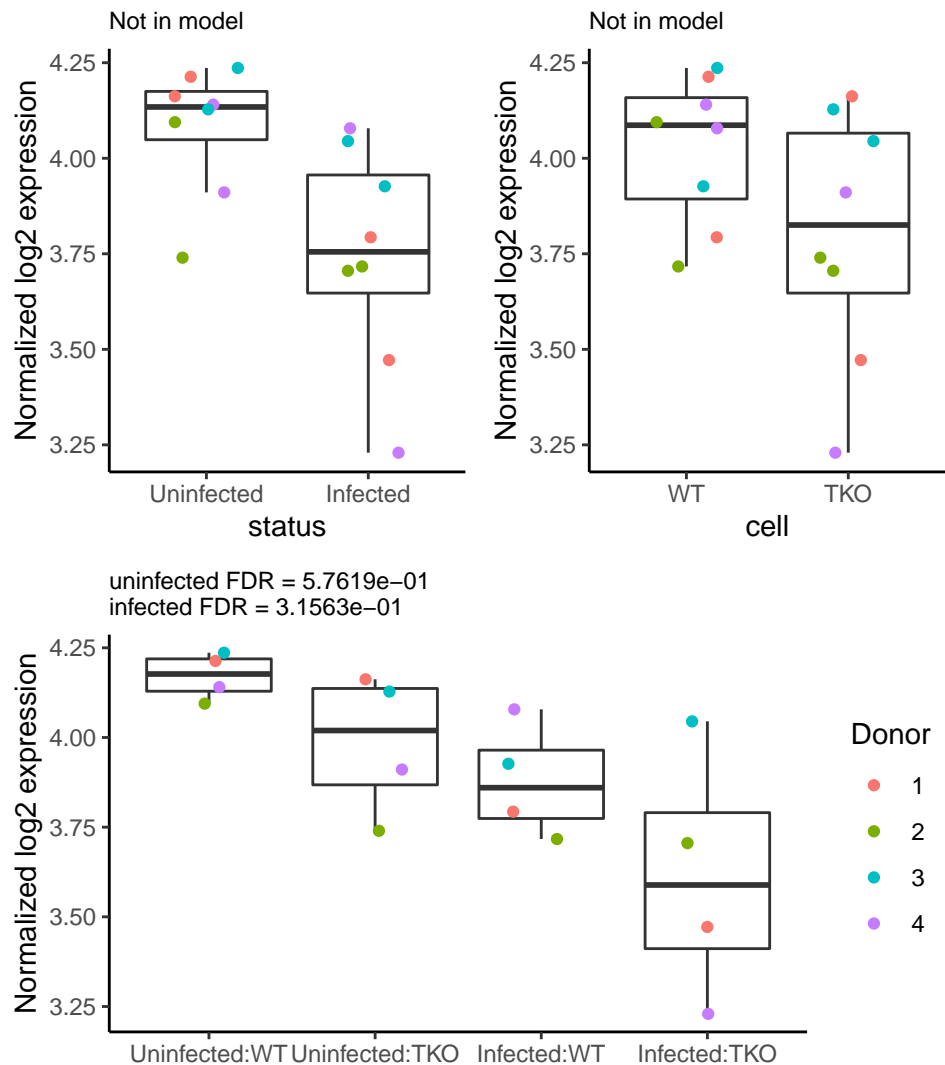 Not in model
Normalized log2 expression
4.25
4.00
3.75
3.50
3.25
Uninfected Infected
status
Not in model
Normalized log2 expression
4.25
4.00
3.75
3.50
3.25
WT TKO
cell
uninfected FDR = 5.7619e−01
infected FDR = 3.1563e−01
Normalized log2 expression
4.25
4.00
3.75
3.50
3.25
Uninfected:WT Uninfected:TKO Infected:WT Infected:TKO
Donor
1
2
3
4